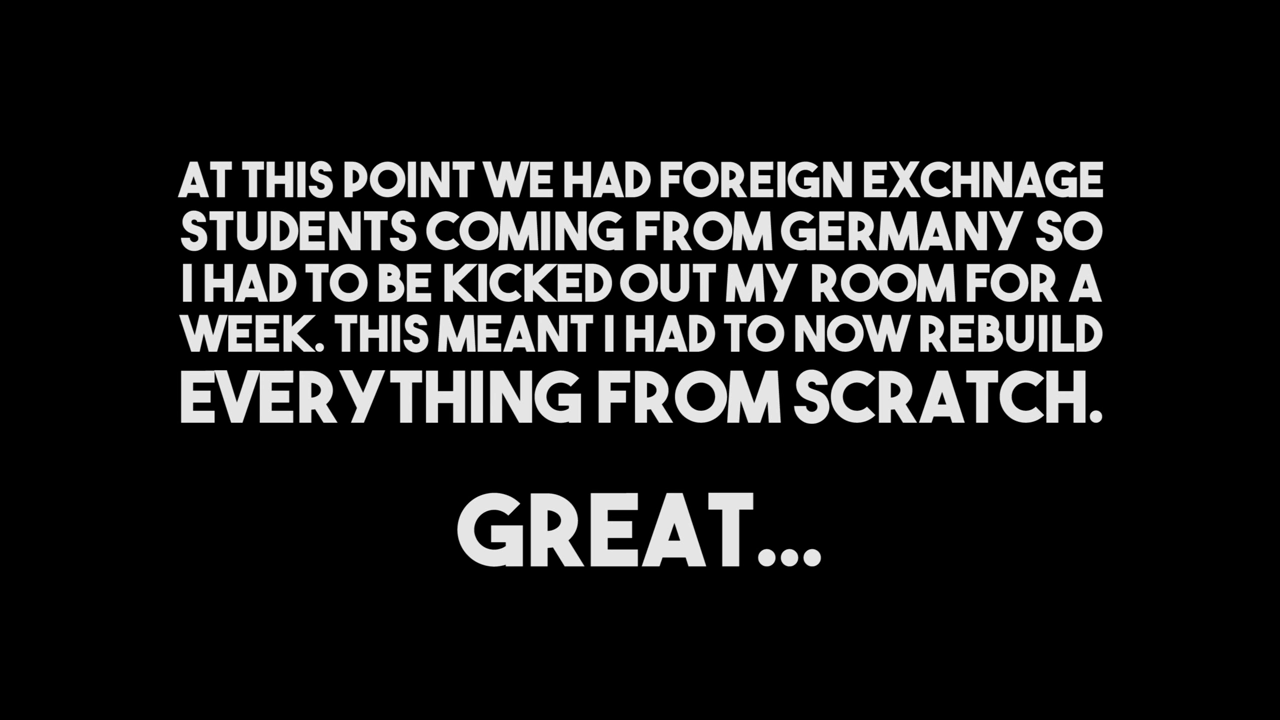 AT THIS POINT WE HAD FOREIGN EXCHNAGE
STUDENTS COMING FROM GERMANY SO
I HAD TO BE KICKED OUT MY ROOM FOR A
WEEK. THIS MEANT I HAD TO NOW REBUILD
EVERYTHING FROM SCRATCH.
GREAT...